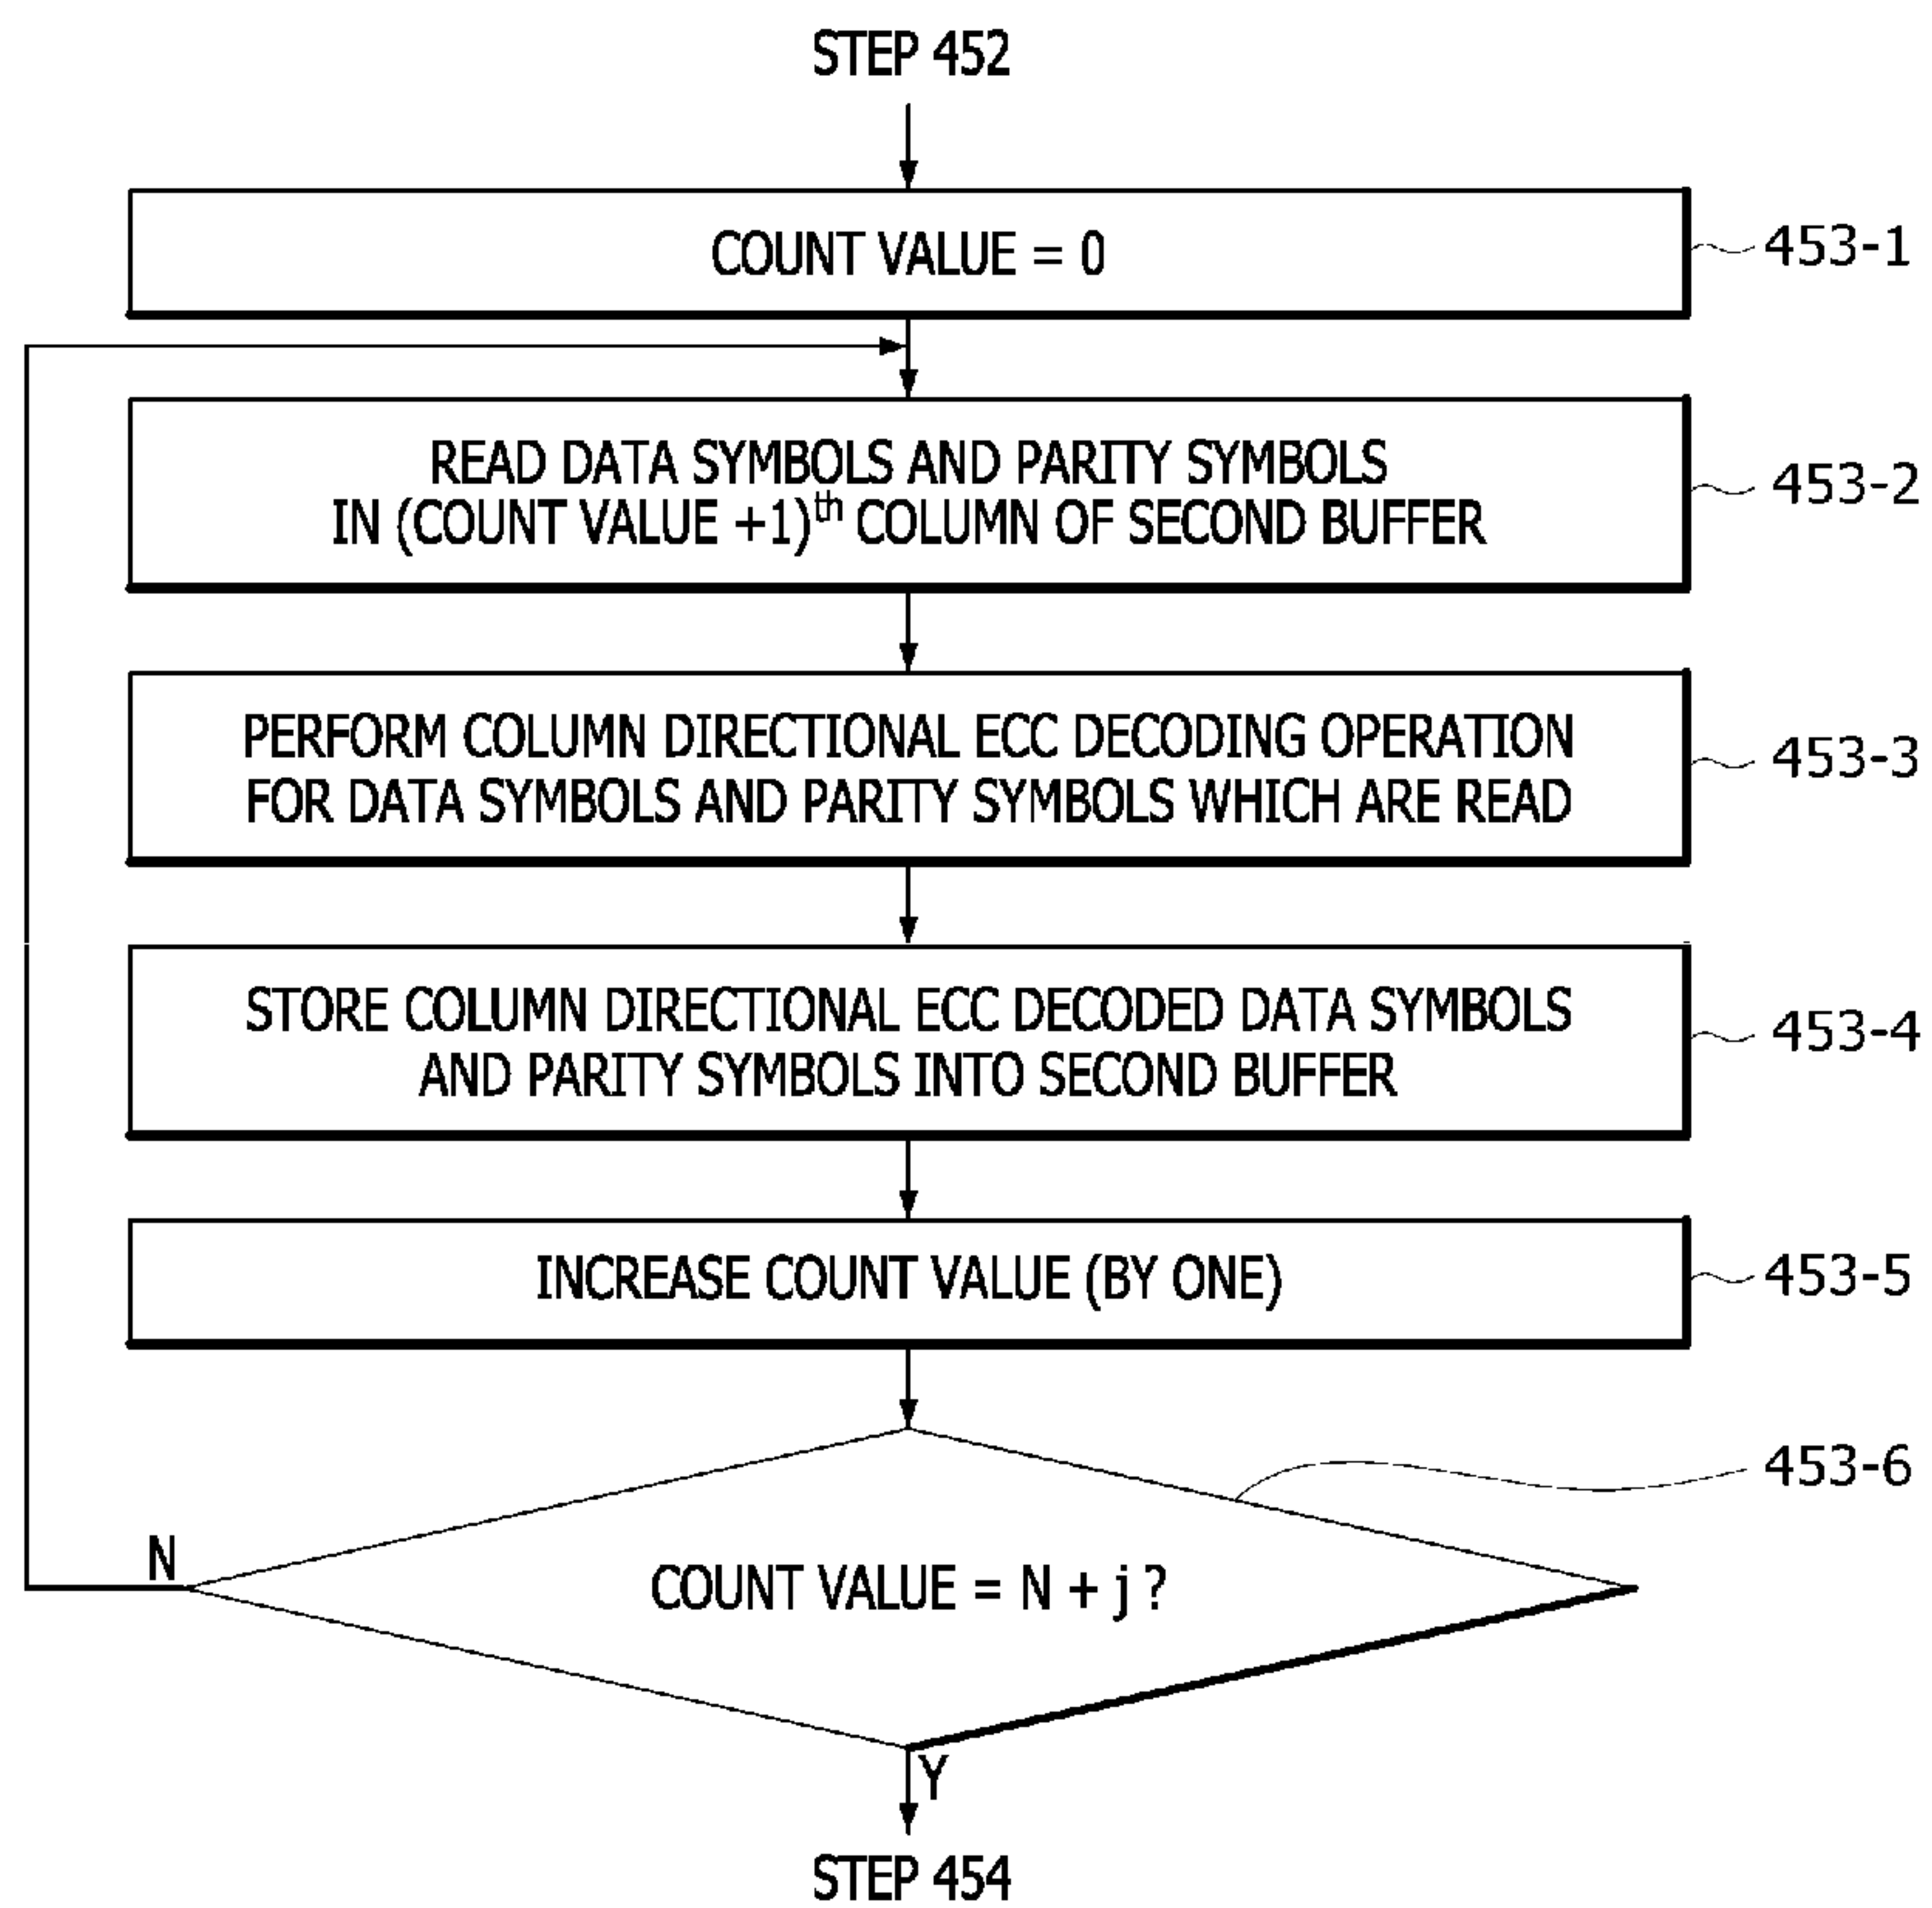 STEP 452
COUNT VALUE = 0
453-1
READ DATA SYMBOLS AND PARITY SYMBOLS
IN (COUNT VALUE +1)th COLUMN OF SECOND BUFFER
453-2
PERFORM COLUMN DIRECTIONAL ECC DECODING OPERATION
FOR DATA SYMBOLS AND PARITY SYMBOLS WHICH ARE READ
453-3
STORE COLUMN DIRECTIONAL ECC DECODED DATA SYMBOLS
AND PARITY SYMBOLS INTO SECOND BUFFER
453-4
INCREASE COUNT VALUE (BY ONE)
453-5
453-6
N
COUNT VALUE = N + j ?
Y
STEP 454